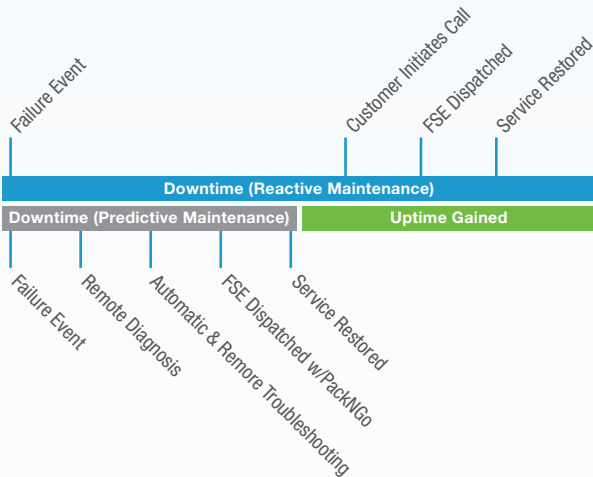 Failure Event
Customer Initiates Call
FSE Dispatched
Service Restored
Downtime (Reactive Maintenance)
Downtime (Predictive Maintenance)
Uptime Gained
Failure Event
Remote Diagnosis
Automatic & Remore Troubleshooting
FSE Dispatched w/PackNGo
Service Restored